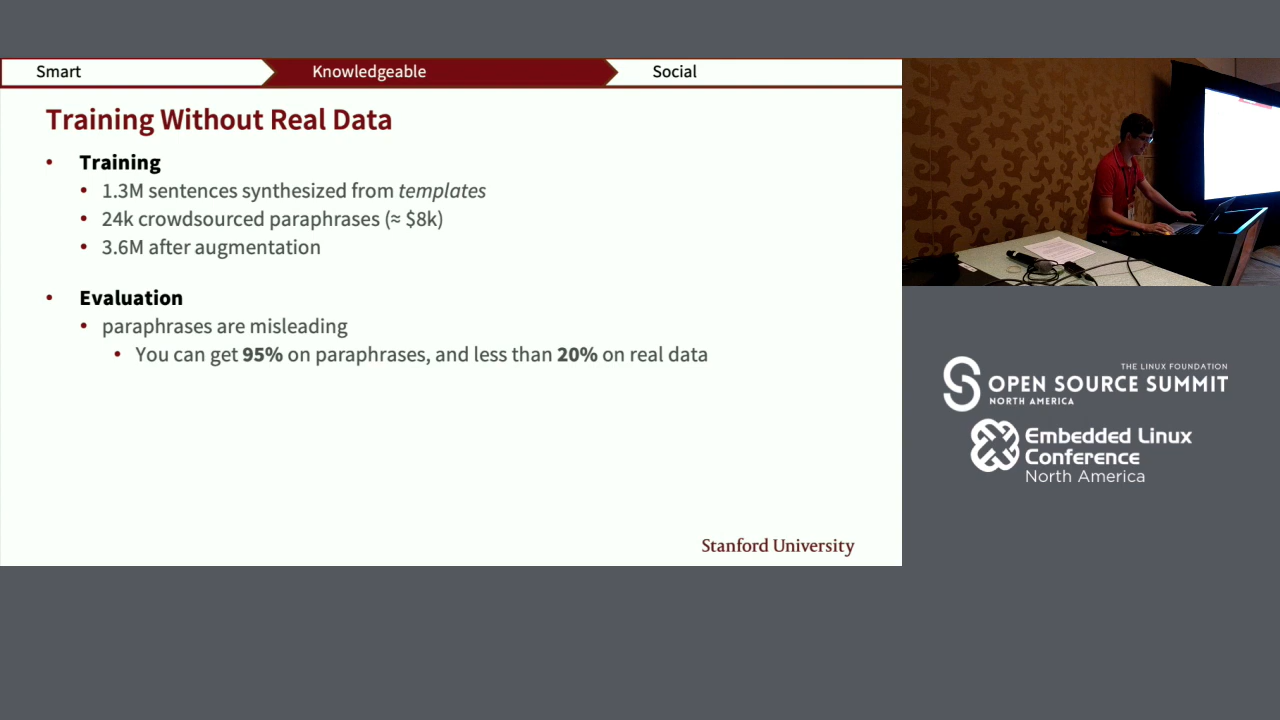 Smart
Knowledgeable
Social
Training Without Real Data
• Training
• 1.3M sentences synthesized from templates
• 24k crowdsourced paraphrases (≈ $8k)
• 3.6M after augmentation
• Evaluation
• paraphrases are misleading
• You can get 95% on paraphrases, and less than 20% on real data
Stanford University
THE LINUX FOUNDATION
OPEN SOURCE SUMMIT
NORTH AMERICA
Embedded Linux
Conference
North America